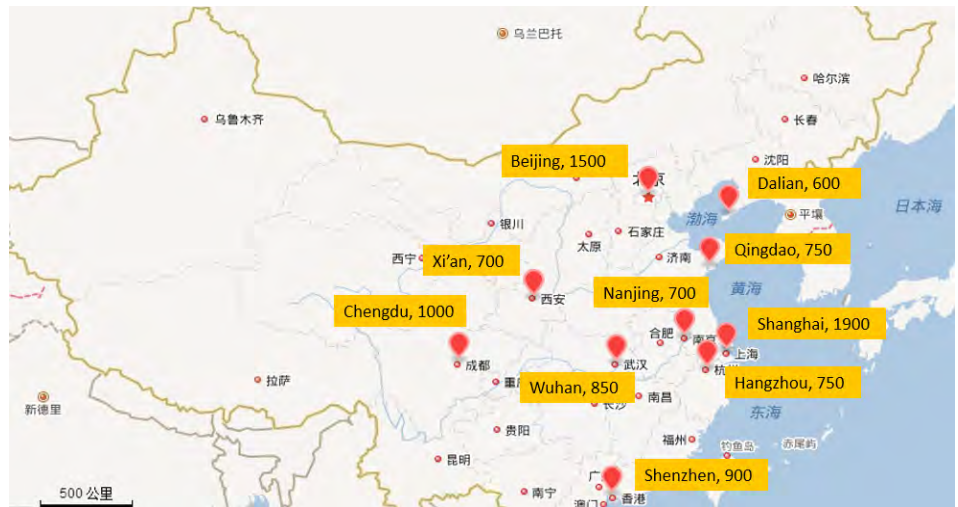 乌兰巴托
哈尔滨
乌鲁木齐
长春
沈阳
Beijing, 1500
北京
Dalian, 600
平壤
日本海
渤海
银川
石家庄
太原
Qingdao, 750
西宁
Xi'an, 700
济南
黄海
Nanjing, 700
西安
Chengdu, 1000
Shanghai, 1900
合肥
南京
上海
成都
武汉
杭
拉萨
重
Wuhan, 850
Hangzhou, 750
新德里
南昌
长沙
东海
贵阳
福州
钓鱼岛
赤尾屿
昆明
Shenzhen, 900
广
500 公里
南宁
香港
澳门